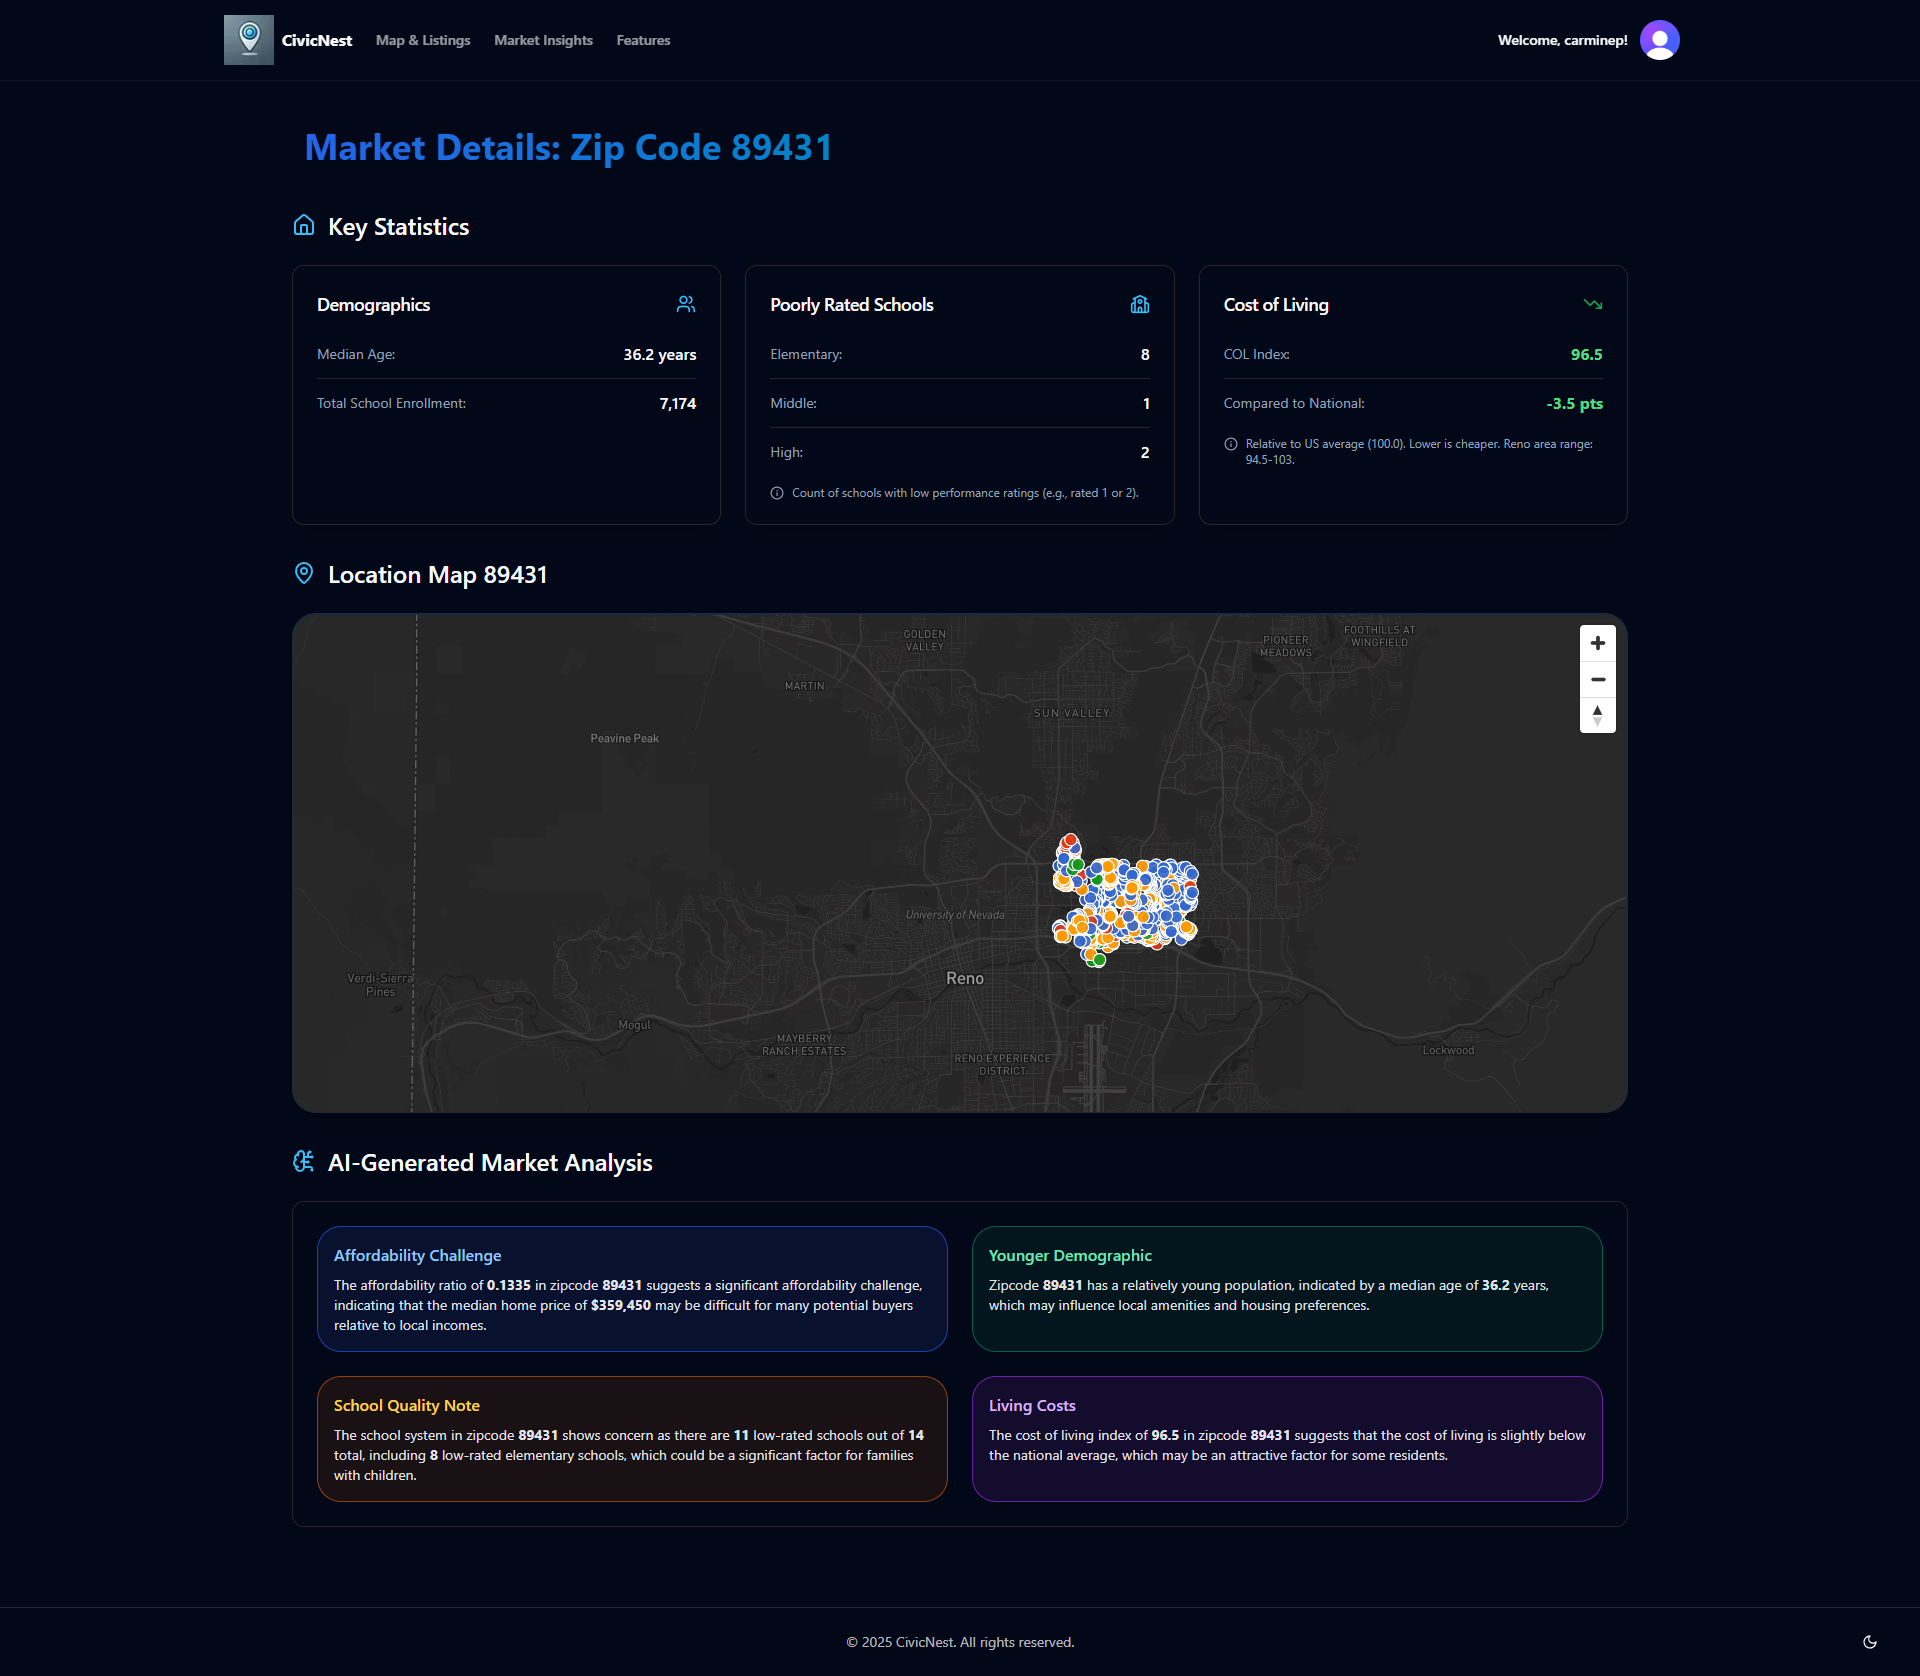 CivicNest
Map & Listings
Market Insights
Features
Welcome, carminep!
Market Details: Zip Code 89431
Key Statistics
Demographics
Median Age:
36.2 years
Total School Enrollment:
7,174
Poorly Rated Schools
Elementary:
8
Middle:
1
High:
2
Count of schools with low performance ratings (e.g., rated 1 or 2).
Cost of Living
COL Index:
96.5
Compared to National:
-3.5 pts
Relative to US average (100.0). Lower is cheaper. Reno area range:
94.5-103.
Location Map 89431
GOLDEN
VALLEY
PIONEER
MEADOWS
FOOTHILLS AT
WINGFIELD
MARTIN
SUN VALLEY
Peavine Peak
University of Nevada
Reno
Verdi-Sierra
Pines
Mogul
MAYBERRY
RANCH ESTATES
RENO EXPERIENCE
DISTRICT
Lockwood
AI-Generated Market Analysis
Affordability Challenge
The affordability ratio of 0.1335 in zipcode 89431 suggests a significant affordability challenge,
indicating that the median home price of $359,450 may be difficult for many potential buyers
relative to local incomes.
Younger Demographic
Zipcode 89431 has a relatively young population, indicated by a median age of 36.2 years,
which may influence local amenities and housing preferences.
School Quality Note
The school system in zipcode 89431 shows concern as there are 11 low-rated schools out of 14
total, including 8 low-rated elementary schools, which could be a significant factor for families
with children.
Living Costs
The cost of living index of 96.5 in zipcode 89431 suggests that the cost of living is slightly below
the national average, which may be an attractive factor for some residents.
© 2025 CivicNest. All rights reserved.